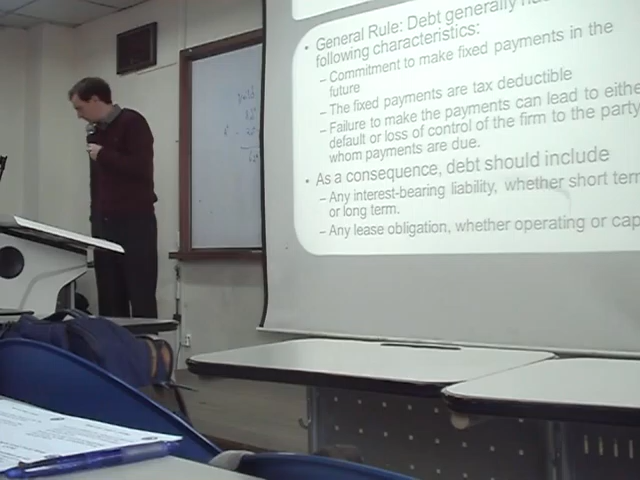 • General Rule: Debt generally
following characteristics:
– Commitment to make fixed payments in the
future
– The fixed payments are tax deductible
– Failure to make the payments can lead to eithe
default or loss of control of the firm to the party
whom payments are due.
• As a consequence, debt should include
– Any interest-bearing liability, whether short term
or long term.
– Any lease obligation, whether operating or cap